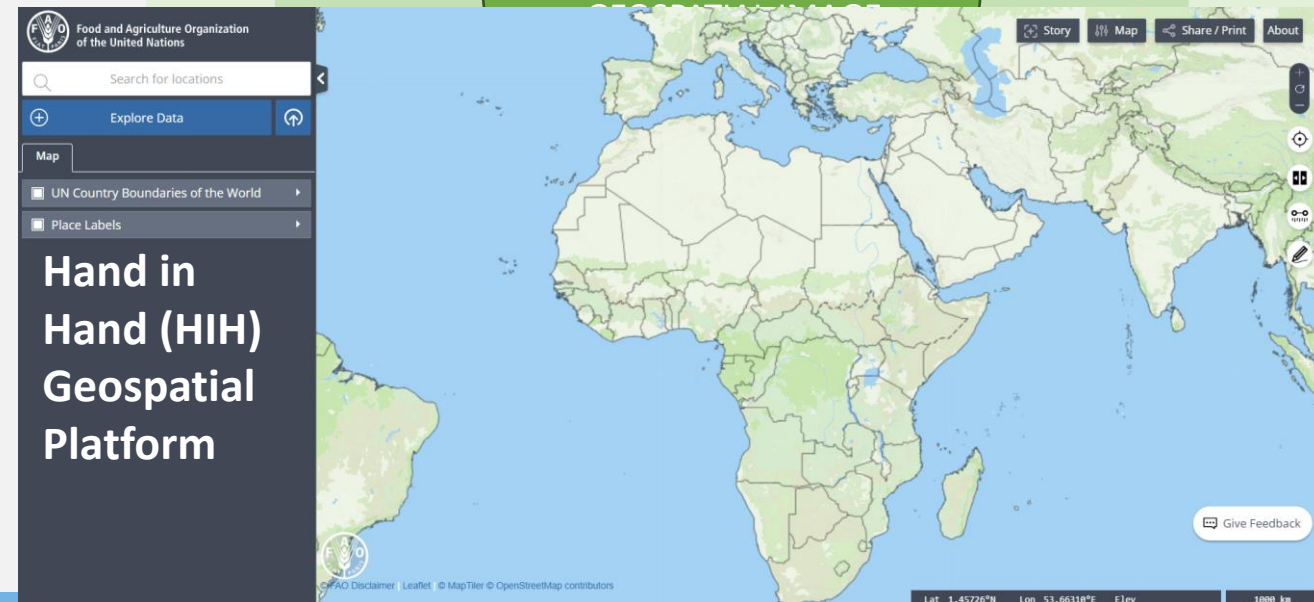 GEOSPATIAL IMAGE
Food and Agriculture Organization
of the United Nations
Search for locations
Explore Data
Map
UN Country Boundaries of the World
Place Labels
Hand in
Hand (HIH)
Geospatial
Platform
Story
Map
Share / Print
About
Give Feedback
FAO Disclaimer | Leaflet | © MapTiler © OpenStreetMap contributors
Lat 1.45726°N Lon 53.66310°E Elev 1000 km